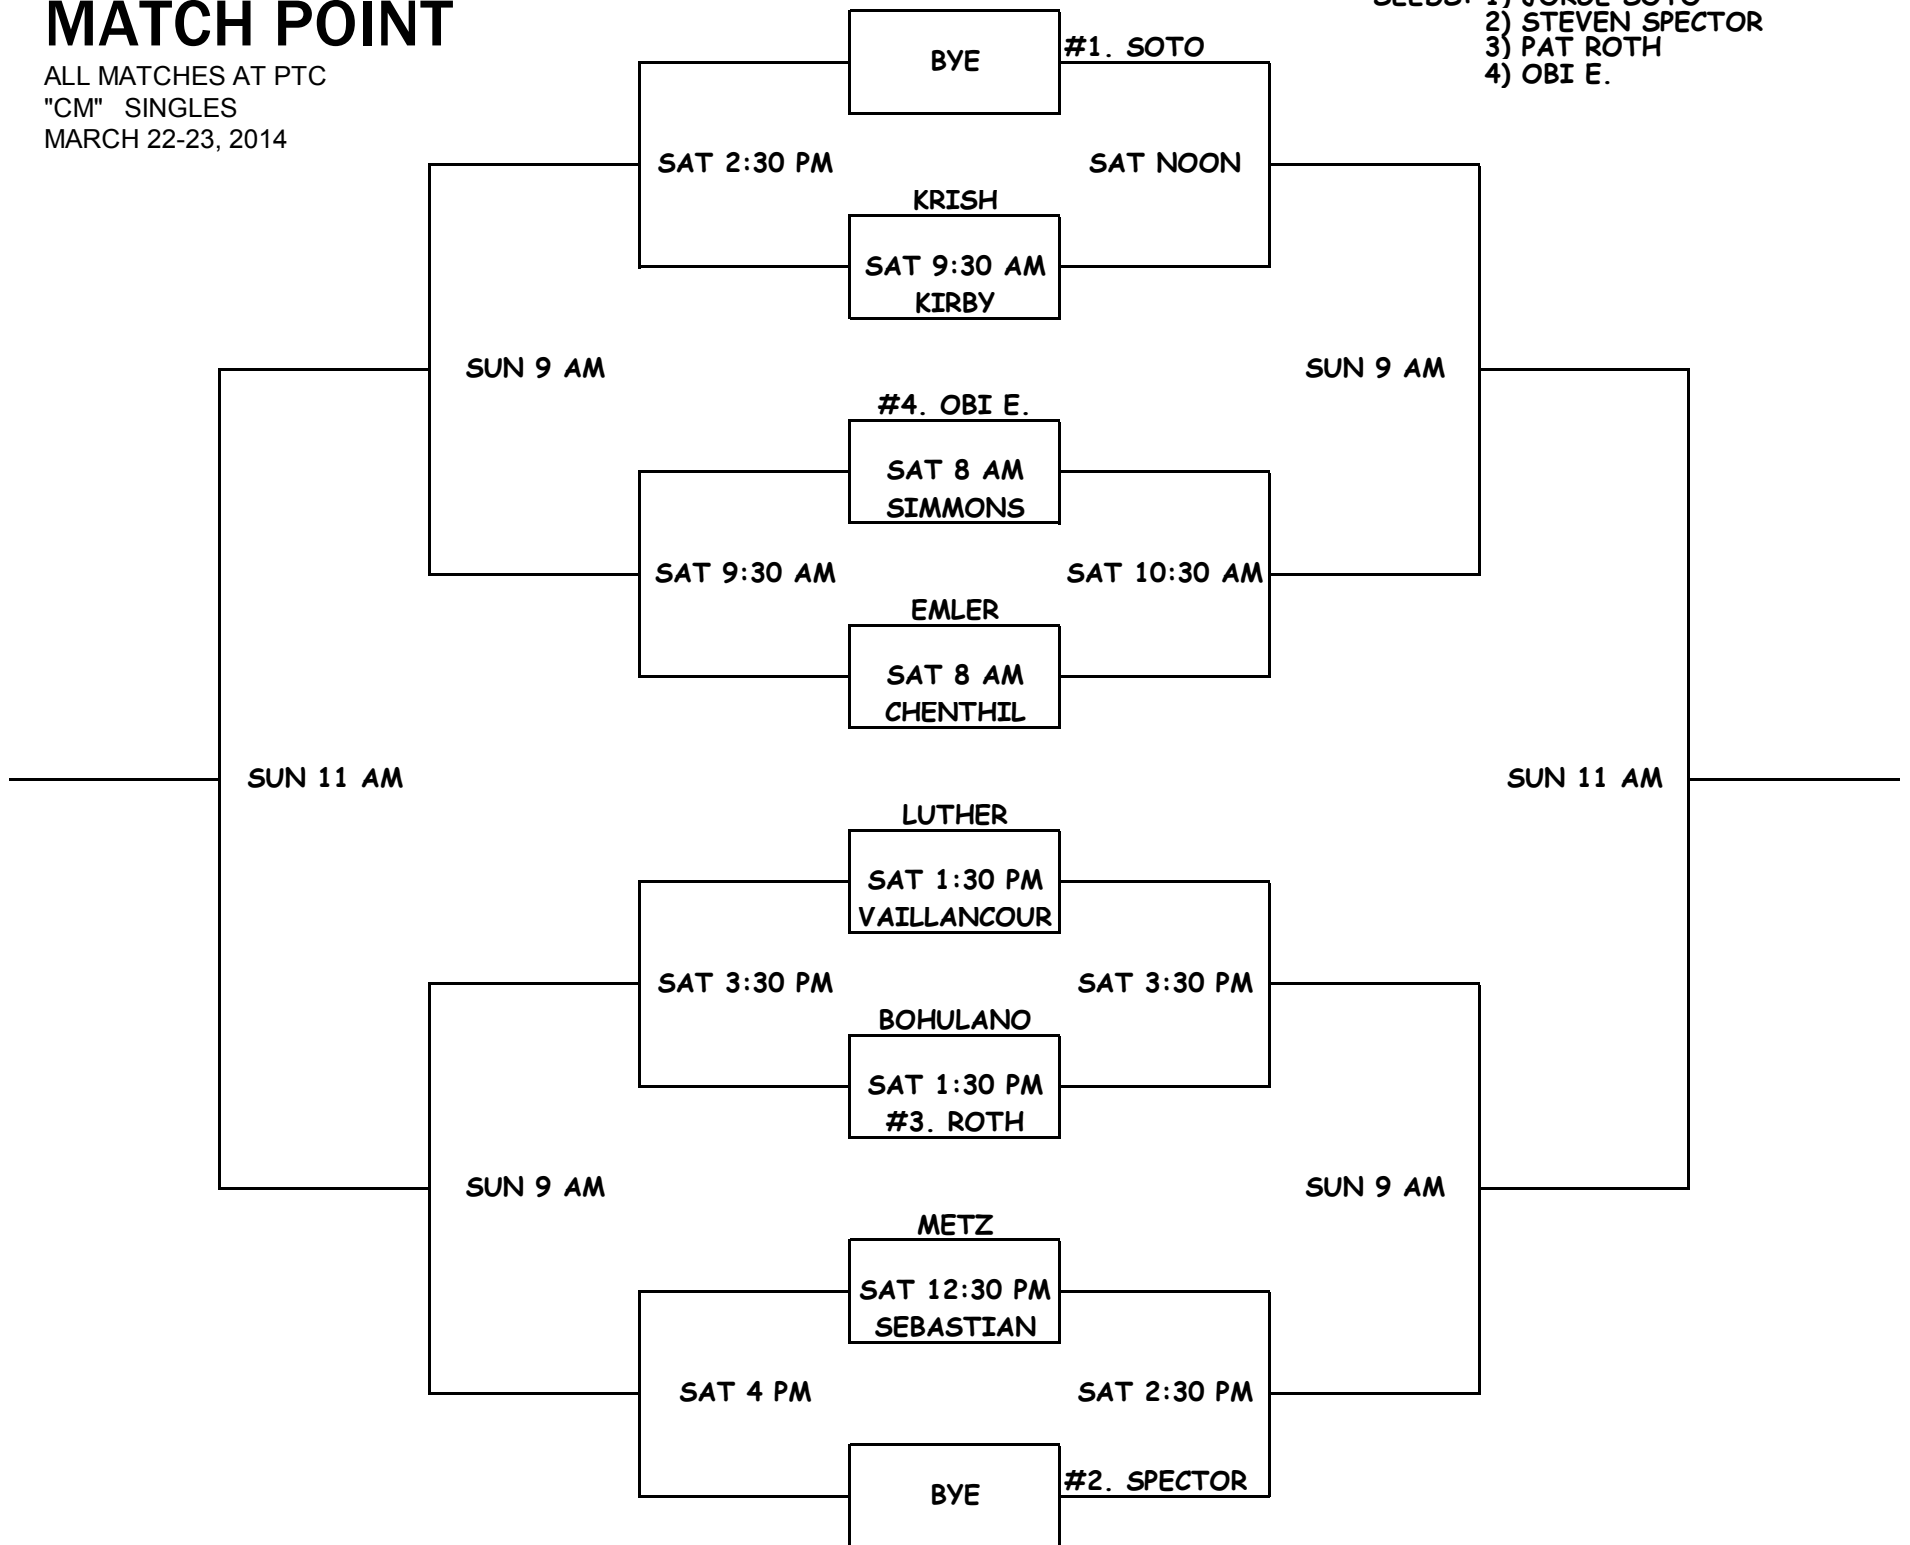 MATCH POINT
ALL MATCHES AT PTC
"CM" SINGLES
MARCH 22-23, 2014
SEEDS: 1) JORGE SOTO
2) STEVEN SPECTOR
3) PAT ROTH
4) OBI E.
BYE
#1. SOTO
SAT 2:30 PM
SAT NOON
KRISH
SAT 9:30 AM
KIRBY
SUN 9 AM
SUN 9 AM
#4. OBI E.
SAT 8 AM
SIMMONS
SAT 9:30 AM
SAT 10:30 AM
EMLER
SAT 8 AM
CHENTHIL
SUN 11 AM
SUN 11 AM
LUTHER
SAT 1:30 PM
VAILLANCOUR
SAT 3:30 PM
SAT 3:30 PM
BOHULANO
SAT 1:30 PM
#3. ROTH
SUN 9 AM
SUN 9 AM
METZ
SAT 12:30 PM
SEBASTIAN
SAT 4 PM
SAT 2:30 PM
BYE
#2. SPECTOR